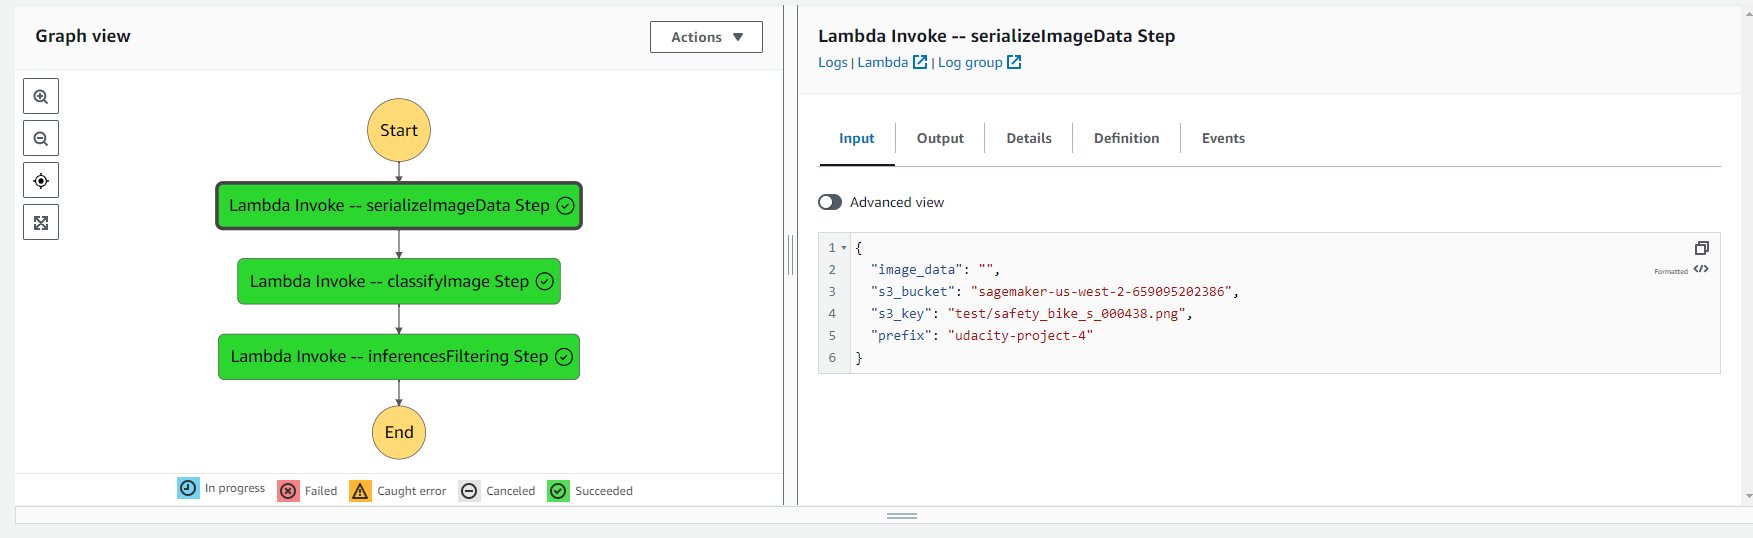 Graph view
Actions
Start
Lambda Invoke -- serializeImageData Step
Lambda Invoke -- classifyImage Step
Lambda Invoke -- inferencesFiltering Step
End
In progress
Failed
Caught error
Canceled
Succeeded
Lambda Invoke -- serializeImageData Step
Logs | Lambda | Log group
Input
Output
Details
Definition
Events
Advanced view
1 {
2 "image_data": "",
3 "s3_bucket": "sagemaker-us-west-2-659095202386",
4 "s3_key": "test/safety_bike_s_000438.png",
5 "prefix": "udacity-project-4"
6 }
Formatted </>